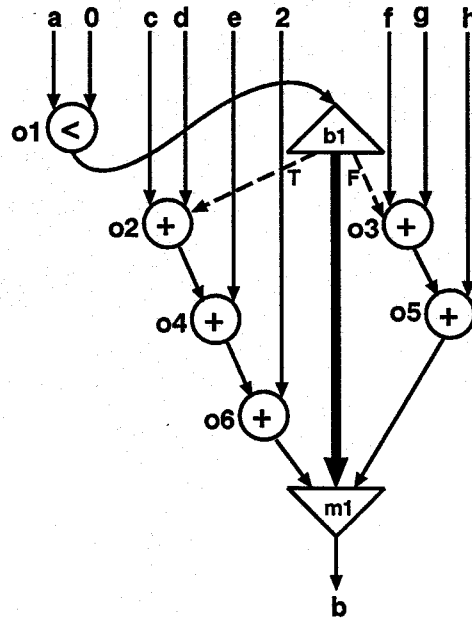 a 0 c d e 2 f g h
o1 <
b1
T F
o2 + o3 +
o4 + o5 +
o6 +
m1
b